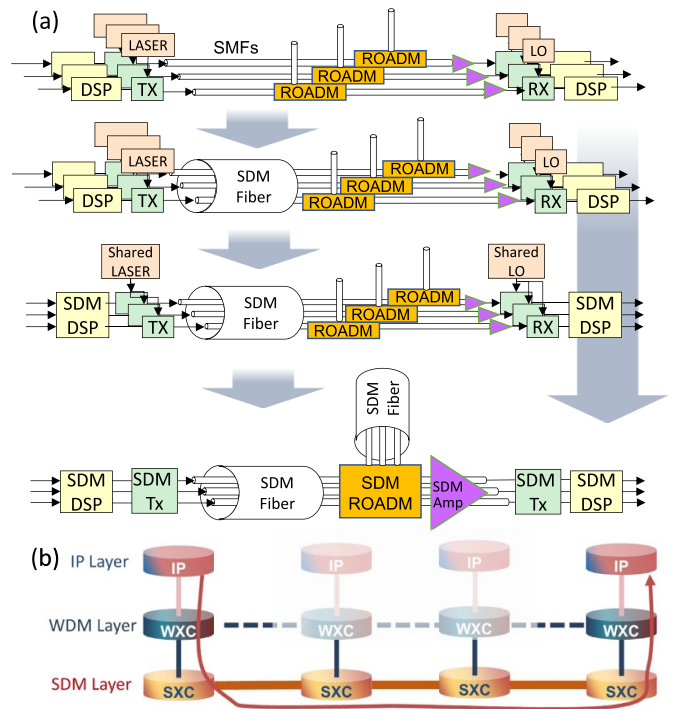 (a)
LASER
SMFs
ROADM
LO
DSP
TX
ROADM
ROADM
RX
DSP
LASER
SDM
Fiber
ROADM
LO
DSP
TX
ROADM
ROADM
RX
DSP
Shared
LASER
Shared
LO
SDM
DSP
TX
SDM
Fiber
ROADM
ROADM
ROADM
RX
SDM
DSP
SDM
Fiber
SDM
DSP
SDM
Tx
SDM
Fiber
SDM
ROADM
SDM
Amp
SDM
Tx
SDM
DSP
(b)
IP Layer
IP
IP
IP
IP
WDM Layer
WXC
WXC
WXC
WXC
SDM Layer
SXC
SXC
SXC
SXC